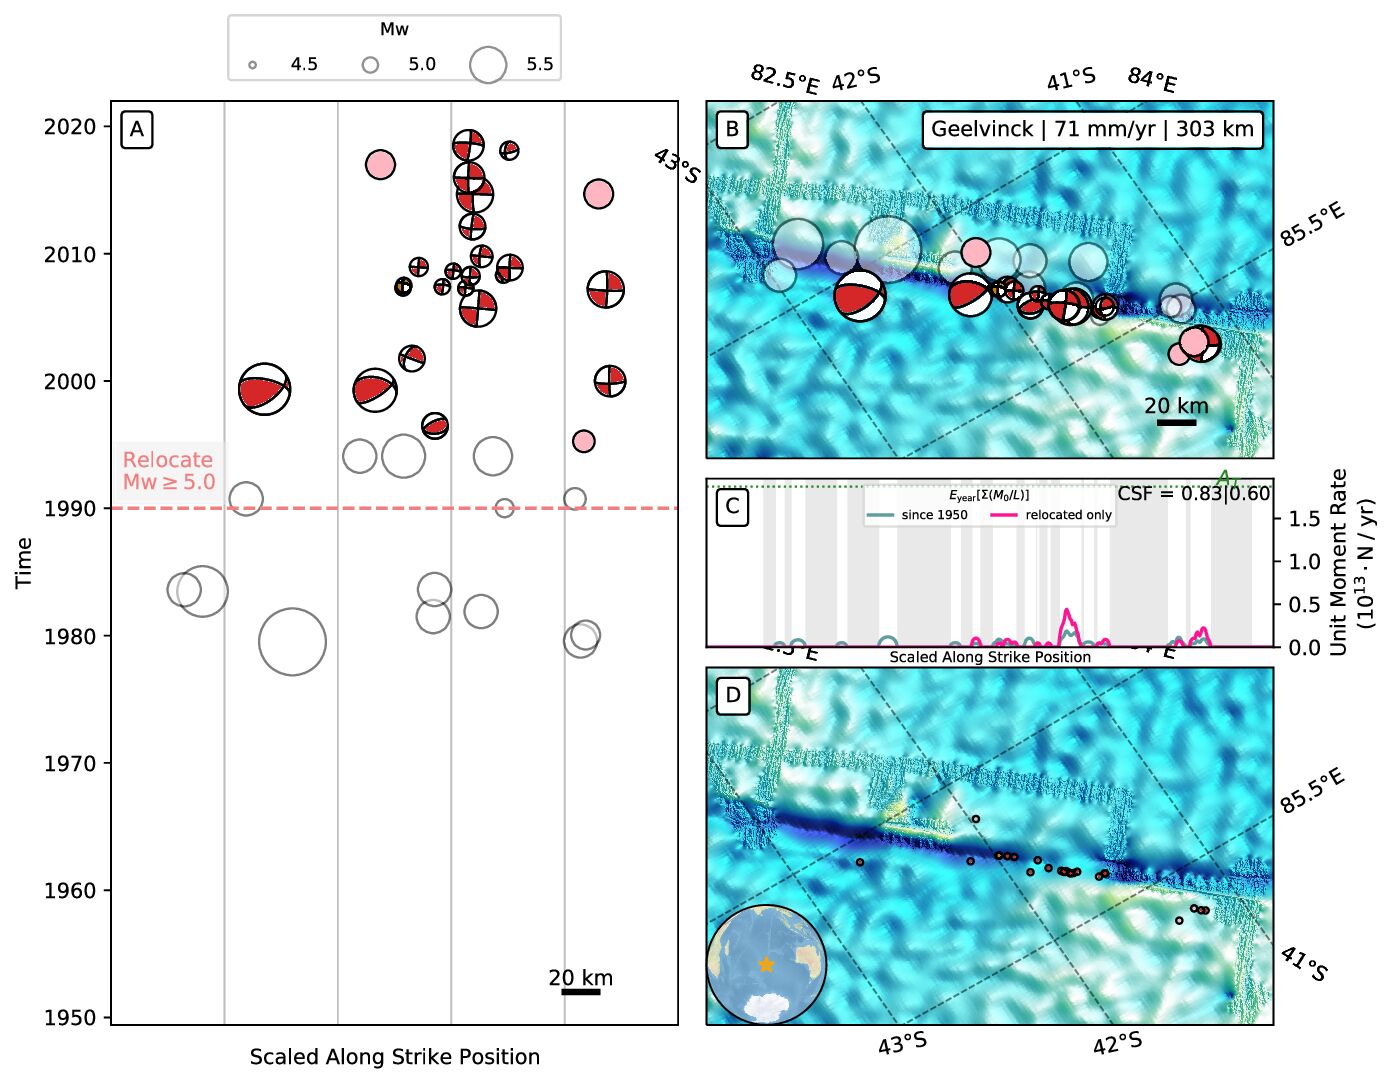 Mw
4.5 5.0 5.5
82.5°E 42°S 41°S 84°E
2020
A
B
Geelvinck | 71 mm/yr | 303 km
43°S
85.5°E
2010
2000
20 km
Relocate
Mw ≥ 5.0
1990
C
E_year[Σ(M_0/L)]
since 1950 relocated only
CSF = 0.83|0.60
1.5
1.0
0.5
0.0
Unit Moment Rate
(10^13 · N / yr)
Scaled Along Strike Position
Time
1980
1970
1960
1950
D
85.5°E
41°S
20 km
43°S 42°S
Scaled Along Strike Position